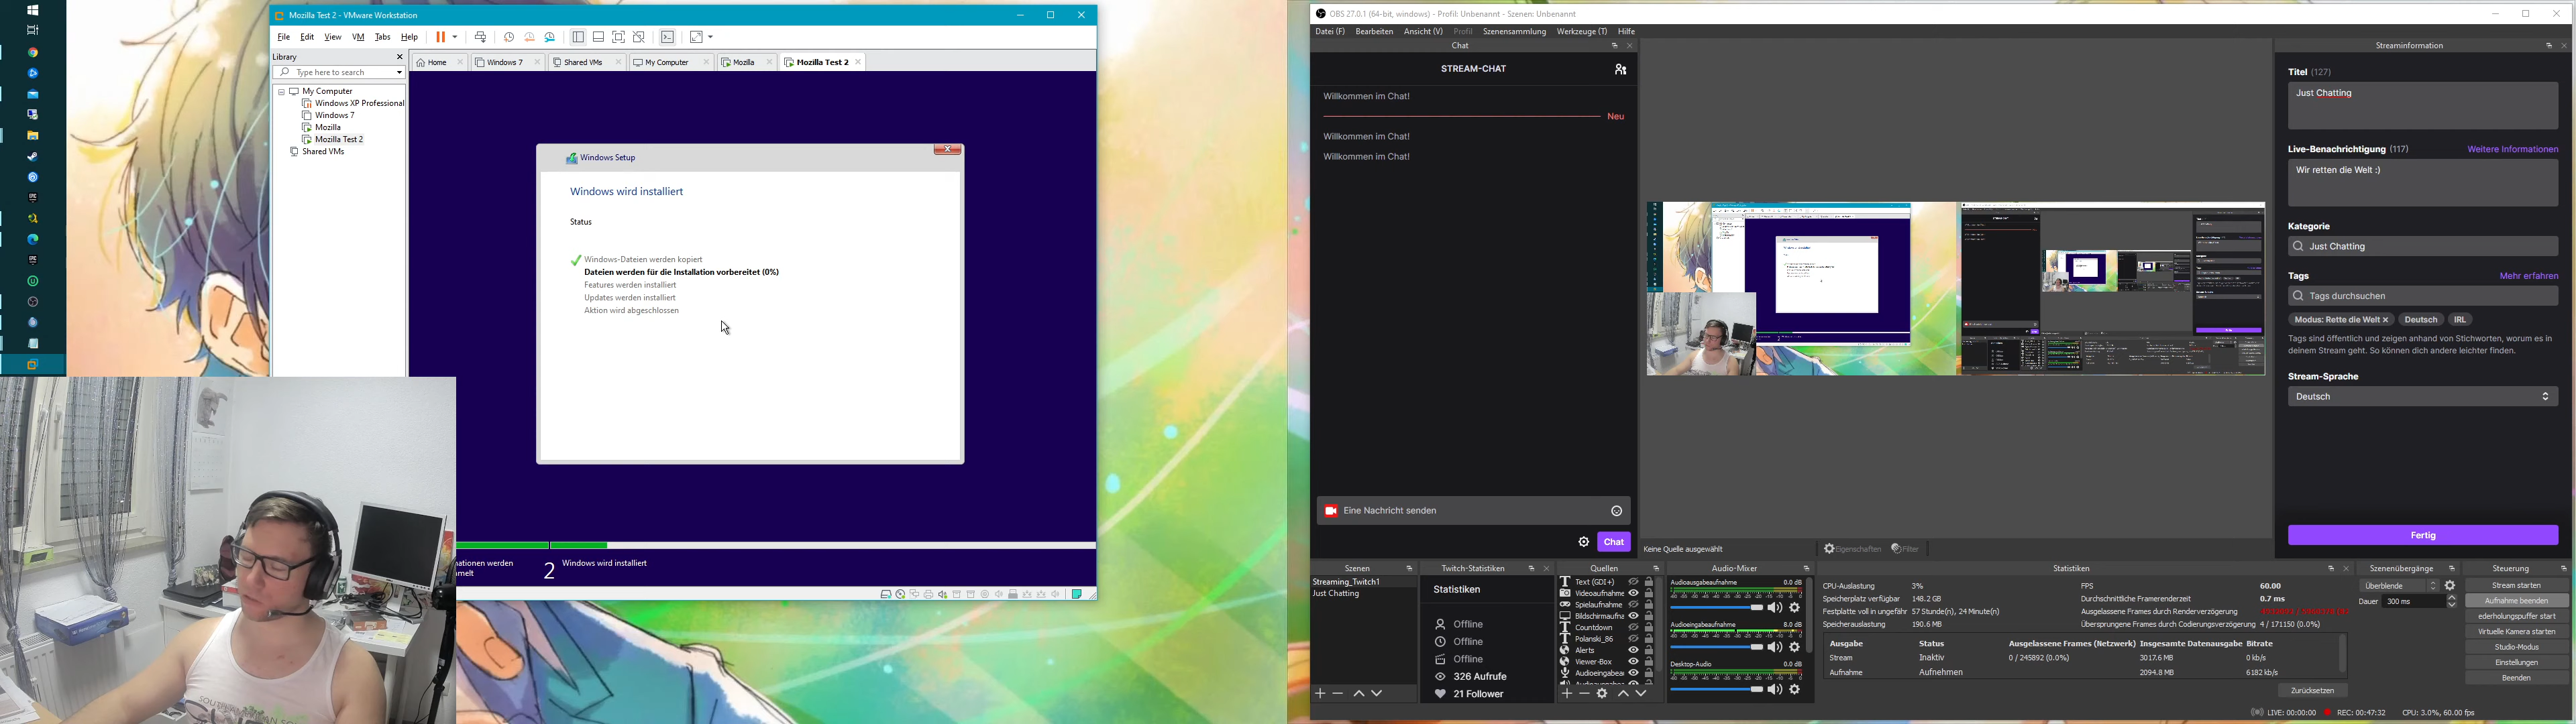 Mozilla Test 2 - VMware Workstation
File Edit View VM Tabs Help
Library
Type here to search
My Computer
Windows XP Professional
Windows 7
Mozilla
Mozilla Test 2
Shared VMs
Home Windows 7 Shared VMs My Computer Mozilla Mozilla Test 2
Windows Setup
Windows wird installiert
Status
Windows-Dateien werden kopiert
Dateien werden für die Installation vorbereitet (0%)
Features werden installiert
Updates werden installiert
Aktion wird abgeschlossen
2 Windows wird installiert
OBS 27.0.1 (64-bit, windows) - Profil: Unbenannt - Szenen: Unbenannt
Datei (F) Bearbeiten Ansicht (V) Profil Szenensammlung Werkzeuge (T) Hilfe
Chat
STREAM-CHAT
Willkommen im Chat!
Neu
Willkommen im Chat!
Willkommen im Chat!
Eine Nachricht senden
Chat
Keine Quelle ausgewählt
Eigenschaften Filter
Streaminformation
Titel (127)
Just Chatting
Live-Benachrichtigung (117) Weitere Informationen
Wir retten die Welt :)
Kategorie
Just Chatting
Tags Mehr erfahren
Tags durchsuchen
Modus: Rette die Welt Deutsch IRL
Tags sind öffentlich und zeigen anhand von Stichworten, worum es in
deinem Stream geht. So können dich andere leichter finden.
Stream-Sprache
Deutsch
Fertig
Szenen
Streaming_Twitch1
Just Chatting
Twitch-Statistiken
Statistiken
Offline
Offline
Offline
326 Aufrufe
21 Follower
Quellen
Text (GDI+)
Videoaufnahme
Spielaufnahme
Bildschirmaufna
Countdown
Polanski_86
Alerts
Viewer-Box
Audioeingabea
Audio-Mixer
Audioausgabeaufnahme 0.0 dB
Audioeingabeaufnahme 8.0 dB
Desktop-Audio 0.0 dB
Statistiken
CPU-Auslastung 3%
Speicherplatz verfügbar 148.2 GB
Festplatte voll in ungefähr 57 Stunde(n), 24 Minute(n)
Speicherauslastung 190.6 MB
FPS 60.00
Durchschnittliche Framerenderzeit 0.7 ms
Ausgelassene Frames durch Renderverzögerung
Übersprungene Frames durch Codierungsverzögerung 4 / 171150 (0.0%)
Ausgabe Status Ausgelassene Frames (Netzwerk) Insgesamte Datenausgabe Bitrate
Stream Inaktiv 0 / 245892 (0.0%) 3017.6 MB 0 kb/s
Aufnahme Aufnehmen 2094.8 MB 6182 kb/s
Zurücksetzen
Szenenübergänge
Überblende
Dauer 300 ms
Steuerung
Stream starten
Aufnahme beenden
ederholungspuffer start
Virtuelle Kamera starten
Studio-Modus
Einstellungen
Beenden
LIVE: 00:00:00 REC: 00:47:32 CPU: 3.0%, 60.00 fps